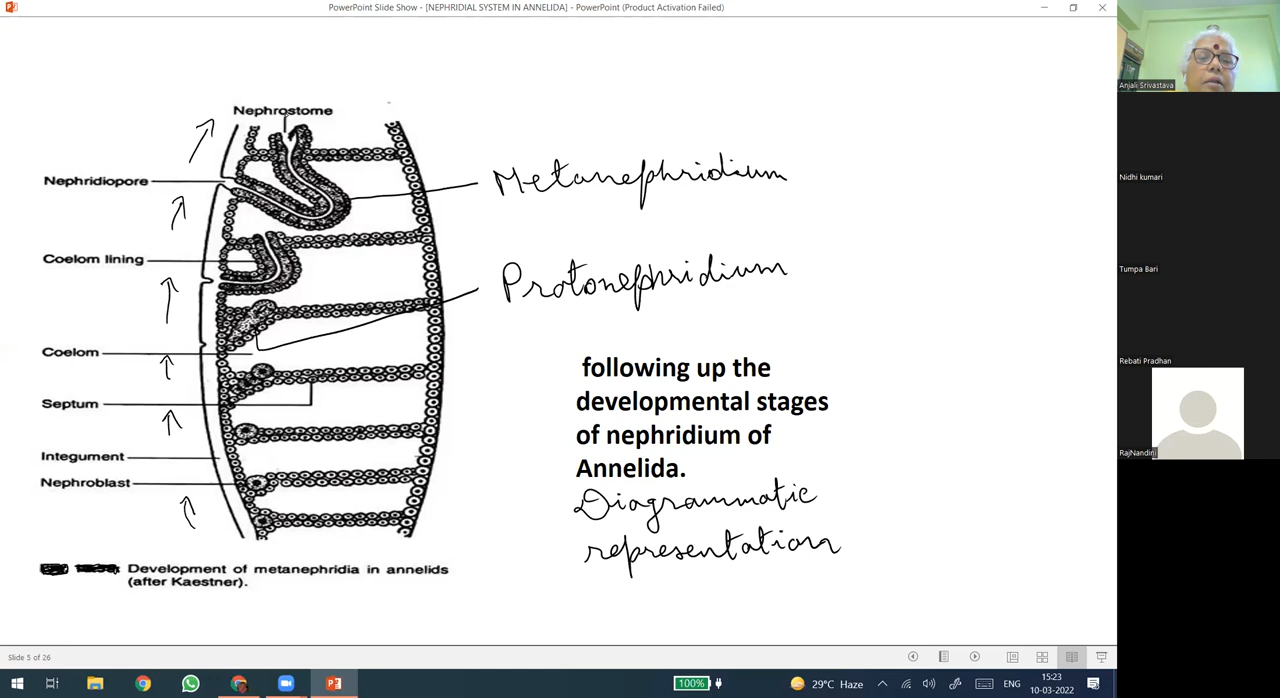 PowerPoint Slide Show - [NEPHRIDIAL SYSTEM IN ANNELIDA] - PowerPoint (Product Activation Failed)
Anjali Srivastava
Nephrostome
Metanephridium
Nephridiopore
Nidhi kumari
Coelom lining
Protonephridium
Tumpa Bari
Coelom
Rebati Pradhan
following up the
developmental stages
of nephridium of
Annelida.
Septum
Integument
RajNandini
Nephroblast
Diagrammatic
representation
Development of metanephridia in annelids
(after Kaestner).
Slide 5 of 26
100%
29°C Haze
ENG
15:23
10-03-2022